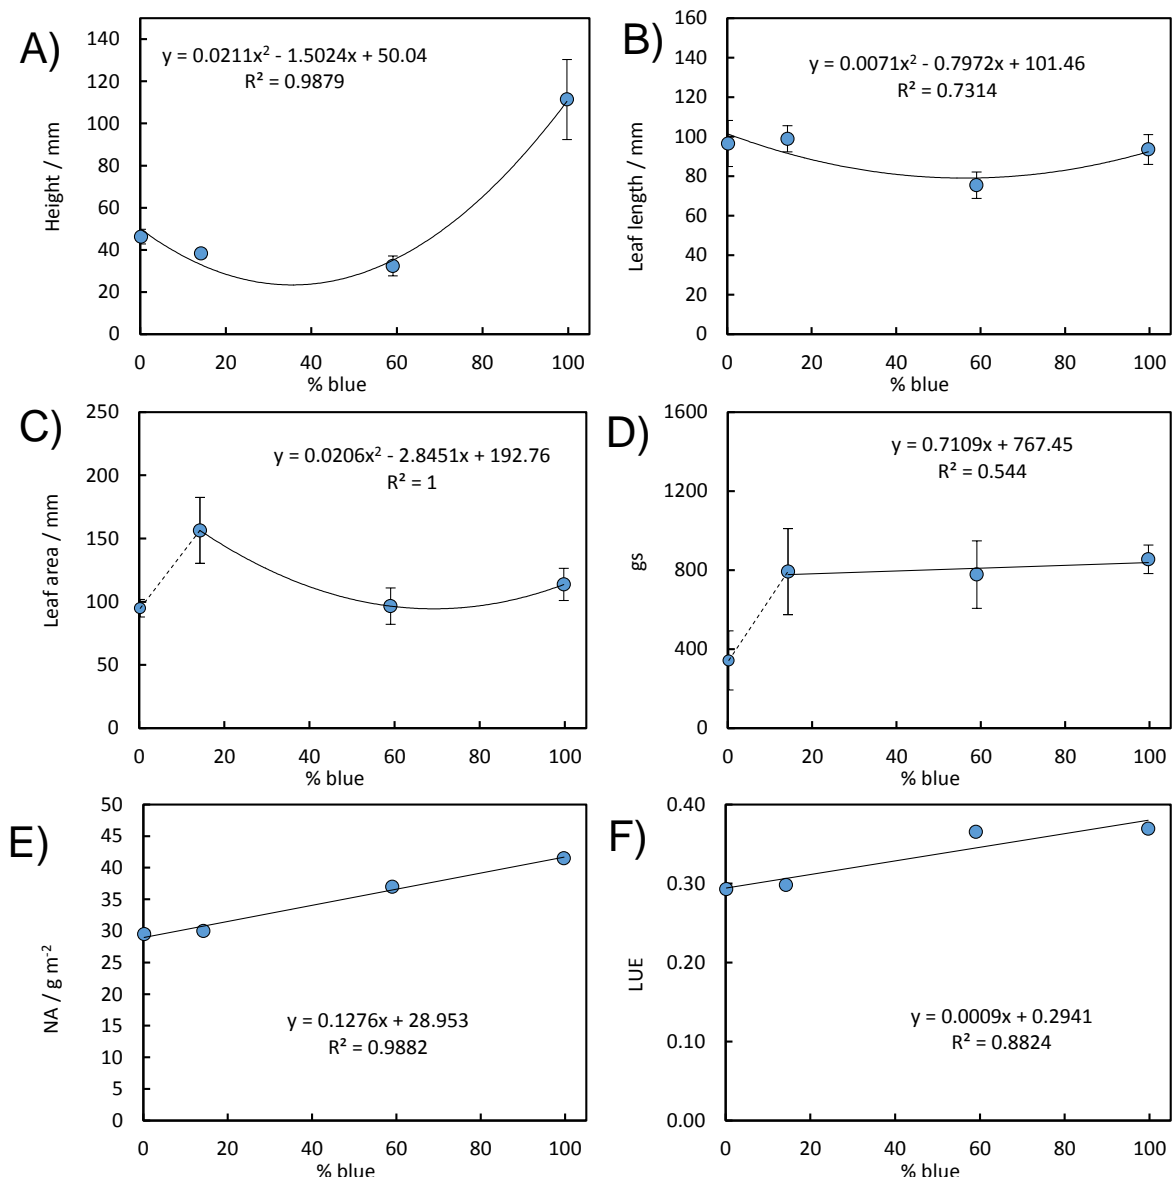 A)
y = 0.0211x² - 1.5024x + 50.04
R² = 0.9879
Height / mm
140
120
100
80
60
40
20
0
0 20 40 60 80 100
% blue
B)
y = 0.0071x² - 0.7972x + 101.46
R² = 0.7314
Leaf length / mm
160
140
120
100
80
60
40
20
0
0 20 40 60 80 100
% blue
C)
y = 0.0206x² - 2.8451x + 192.76
R² = 1
Leaf area / mm
250
200
150
100
50
0
0 20 40 60 80 100
% blue
D)
y = 0.7109x + 767.45
R² = 0.544
gs
1600
1200
800
400
0
0 20 40 60 80 100
% blue
E)
y = 0.1276x + 28.953
R² = 0.9882
NA / g m⁻²
50
45
40
35
30
25
20
15
10
5
0
0 20 40 60 80 100
% blue
F)
y = 0.0009x + 0.2941
R² = 0.8824
LUE
0.40
0.30
0.20
0.10
0.00
0 20 40 60 80 100
% blue